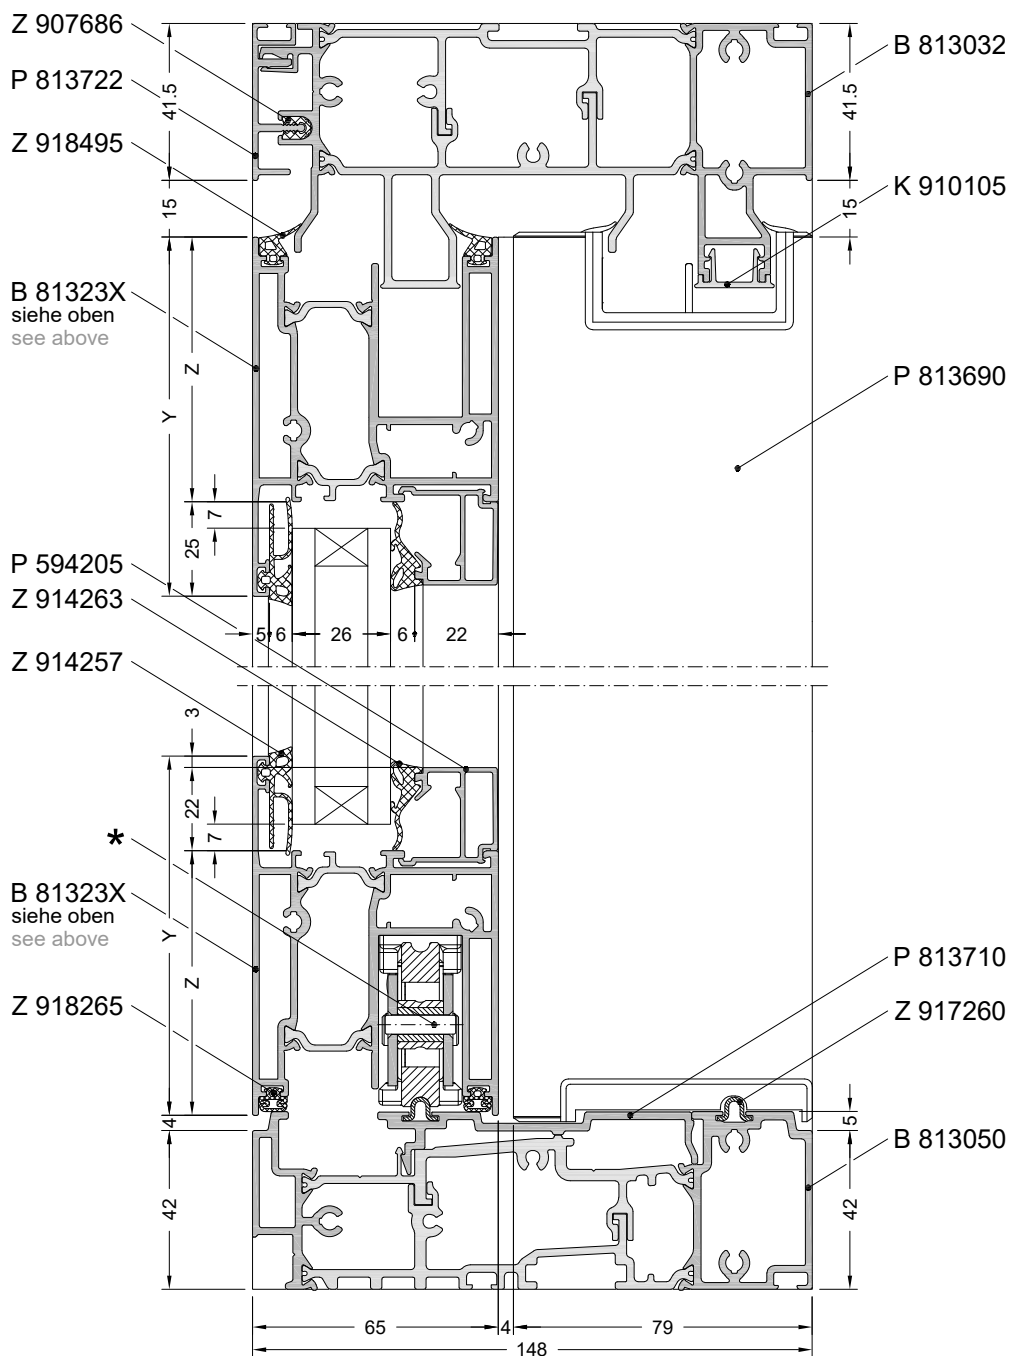 Z 907686
P 813722
Z 918495
B 81323X
siehe oben
see above
P 594205
Z 914263
Z 914257
*
B 81323X
siehe oben
see above
Z 918265
41.5
15
Z
Y
7
25
5
6
26
6
22
3
22
7
Y
Z
4
42
65
4
79
148
B 813032
41.5
K 910105
15
P 813690
P 813710
Z 917260
5
B 813050
42